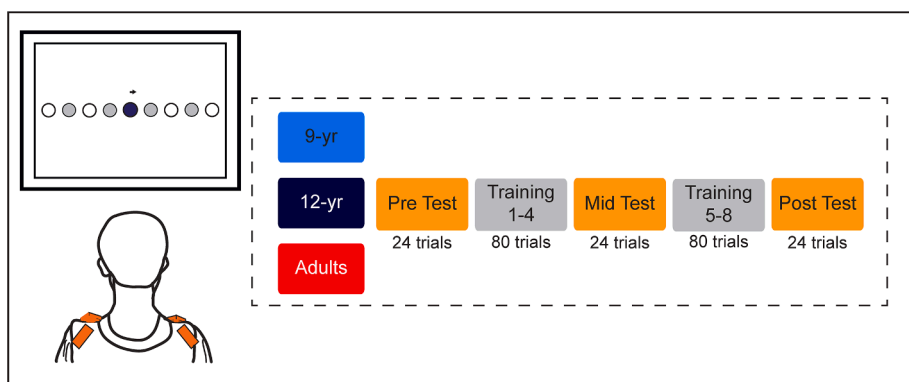 9-yr
12-yr
Adults
Pre Test
24 trials
Training
1-4
80 trials
Mid Test
24 trials
Training
5-8
80 trials
Post Test
24 trials